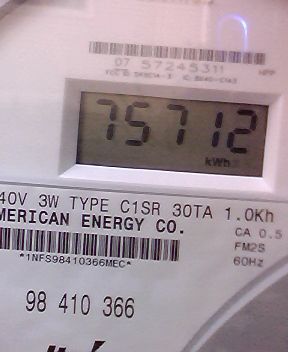 07 57245311
75712
kWh
40V 3W TYPE C1SR 30TA 1.0Kh
MERICAN ENERGY CO.
CA 0.5
FM2S
60Hz
*1NFS98410366MEC*
98 410 366